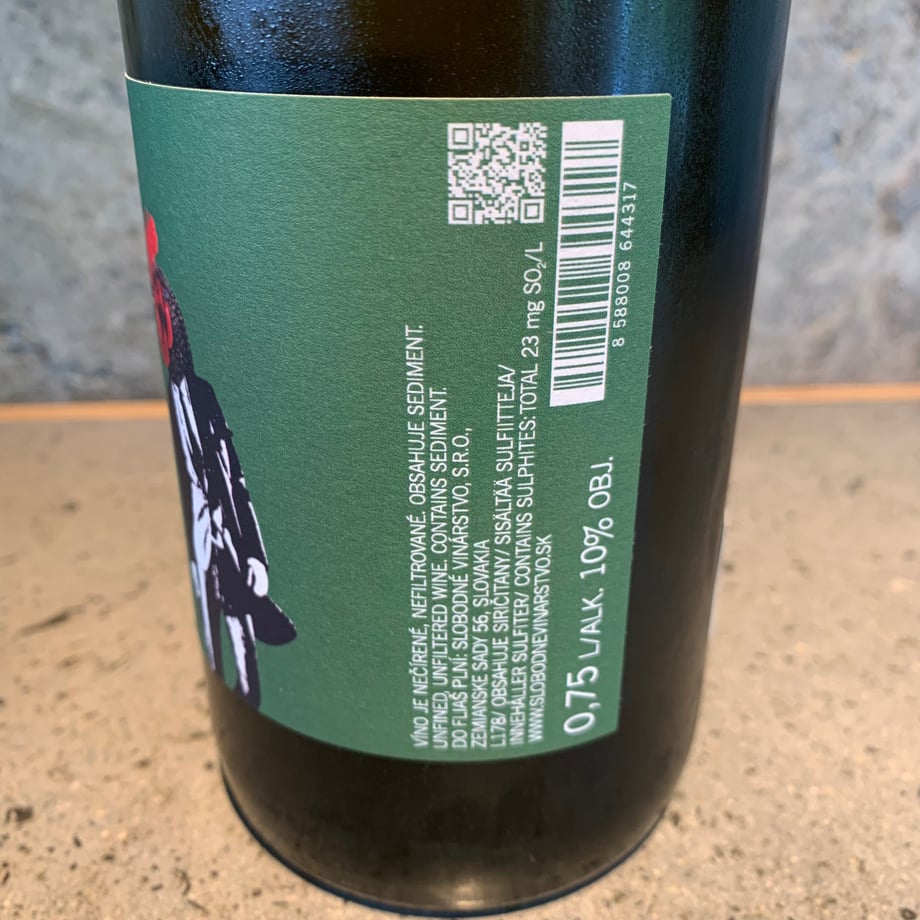 VÍNO JE NEČÍRENÉ, NEFILTROVANÉ. OBSAHUJE SEDIMENT.
UNFINED, UNFILTERED WINE. CONTAINS SEDIMENT.
DO FLIAŠ PLNÍ: SLOBODNÉ VINÁRSTVO, S.R.O.,
ZEMIANSKE SADY 56, SLOVAKIA
L178/ OBSAHUJE SIRIČITANY/ SISÄLTÄÄ SULFIITTEJA/
INNEHÅLLER SULFITER/ CONTAINS SULPHITES: TOTAL 23 mg SO₂/L
WWW.SLOBODNEVINARSTVO.SK
0,75 L/ALK. 10% OBJ.
8 588008 644317